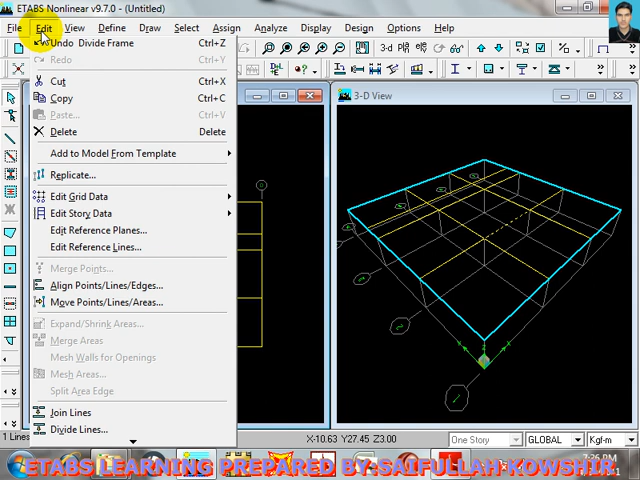 ETABS Nonlinear v9.7.0 - (Untitled)
File Edit View Define Draw Select Assign Analyze Display Design Options Help
Undo Divide Frame Ctrl+Z
Redo Ctrl+Y
Cut Ctrl+X
Copy Ctrl+C
Paste... Ctrl+V
Delete Delete
Add to Model From Template
Replicate...
Edit Grid Data
Edit Story Data
Edit Reference Planes...
Edit Reference Lines...
Merge Points...
Align Points/Lines/Edges...
Move Points/Lines/Areas...
Expand/Shrink Areas...
Merge Areas
Mesh Walls for Openings
Mesh Areas...
Split Area Edge
Join Lines
Divide Lines...
3-d
3-D View
1 Lines
X-10.63 Y27.45 Z3.00
One Story
GLOBAL
Kgf-m
ETABS LEARNING PREPARED BY SAIFULLAH KOWSHIR